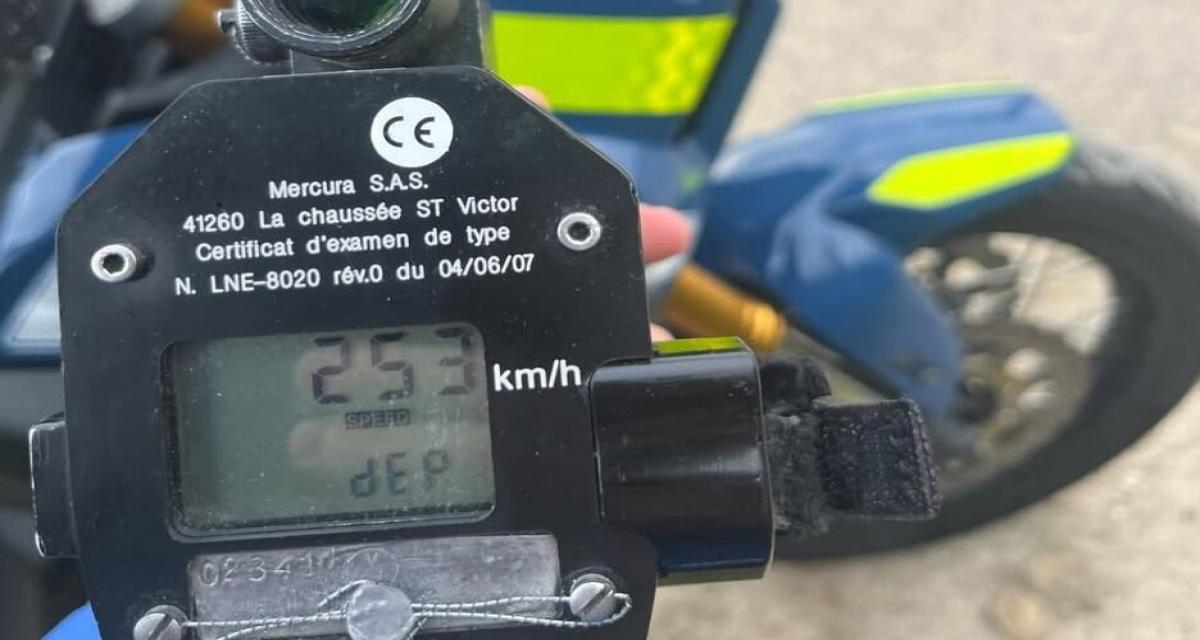 CE
Mercura S.A.S.
41260 La chaussée ST Victor
Certificat d'examen de type
N. LNE-8020 rév.0 du 04/06/07
253 km/h
SPEED
dEP